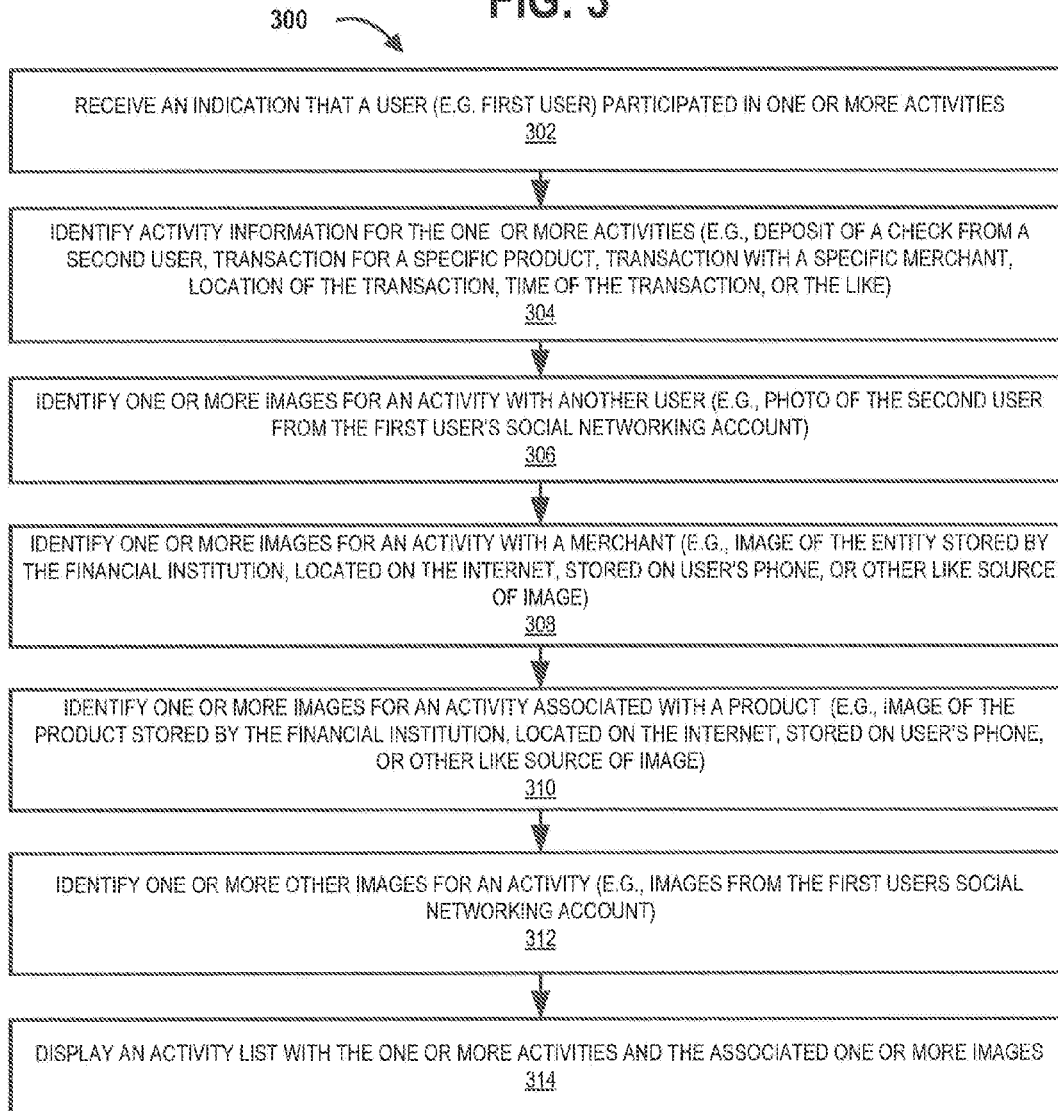 FIG. 3
300
RECEIVE AN INDICATION THAT A USER (E.G. FIRST USER) PARTICIPATED IN ONE OR MORE ACTIVITIES
302
IDENTIFY ACTIVITY INFORMATION FOR THE ONE OR MORE ACTIVITIES (E.G., DEPOSIT OF A CHECK FROM A
SECOND USER, TRANSACTION FOR A SPECIFIC PRODUCT, TRANSACTION WITH A SPECIFIC MERCHANT,
LOCATION OF THE TRANSACTION, TIME OF THE TRANSACTION, OR THE LIKE)
304
IDENTIFY ONE OR MORE IMAGES FOR AN ACTIVITY WITH ANOTHER USER (E.G., PHOTO OF THE SECOND USER
FROM THE FIRST USER'S SOCIAL NETWORKING ACCOUNT)
306
IDENTIFY ONE OR MORE IMAGES FOR AN ACTIVITY WITH A MERCHANT (E.G., IMAGE OF THE ENTITY STORED BY
THE FINANCIAL INSTITUTION, LOCATED ON THE INTERNET, STORED ON USER'S PHONE, OR OTHER LIKE SOURCE
OF IMAGE)
308
IDENTIFY ONE OR MORE IMAGES FOR AN ACTIVITY ASSOCIATED WITH A PRODUCT (E.G., IMAGE OF THE
PRODUCT STORED BY THE FINANCIAL INSTITUTION, LOCATED ON THE INTERNET, STORED ON USER'S PHONE,
OR OTHER LIKE SOURCE OF IMAGE)
310
IDENTIFY ONE OR MORE OTHER IMAGES FOR AN ACTIVITY (E.G., IMAGES FROM THE FIRST USERS SOCIAL
NETWORKING ACCOUNT)
312
DISPLAY AN ACTIVITY LIST WITH THE ONE OR MORE ACTIVITIES AND THE ASSOCIATED ONE OR MORE IMAGES
314